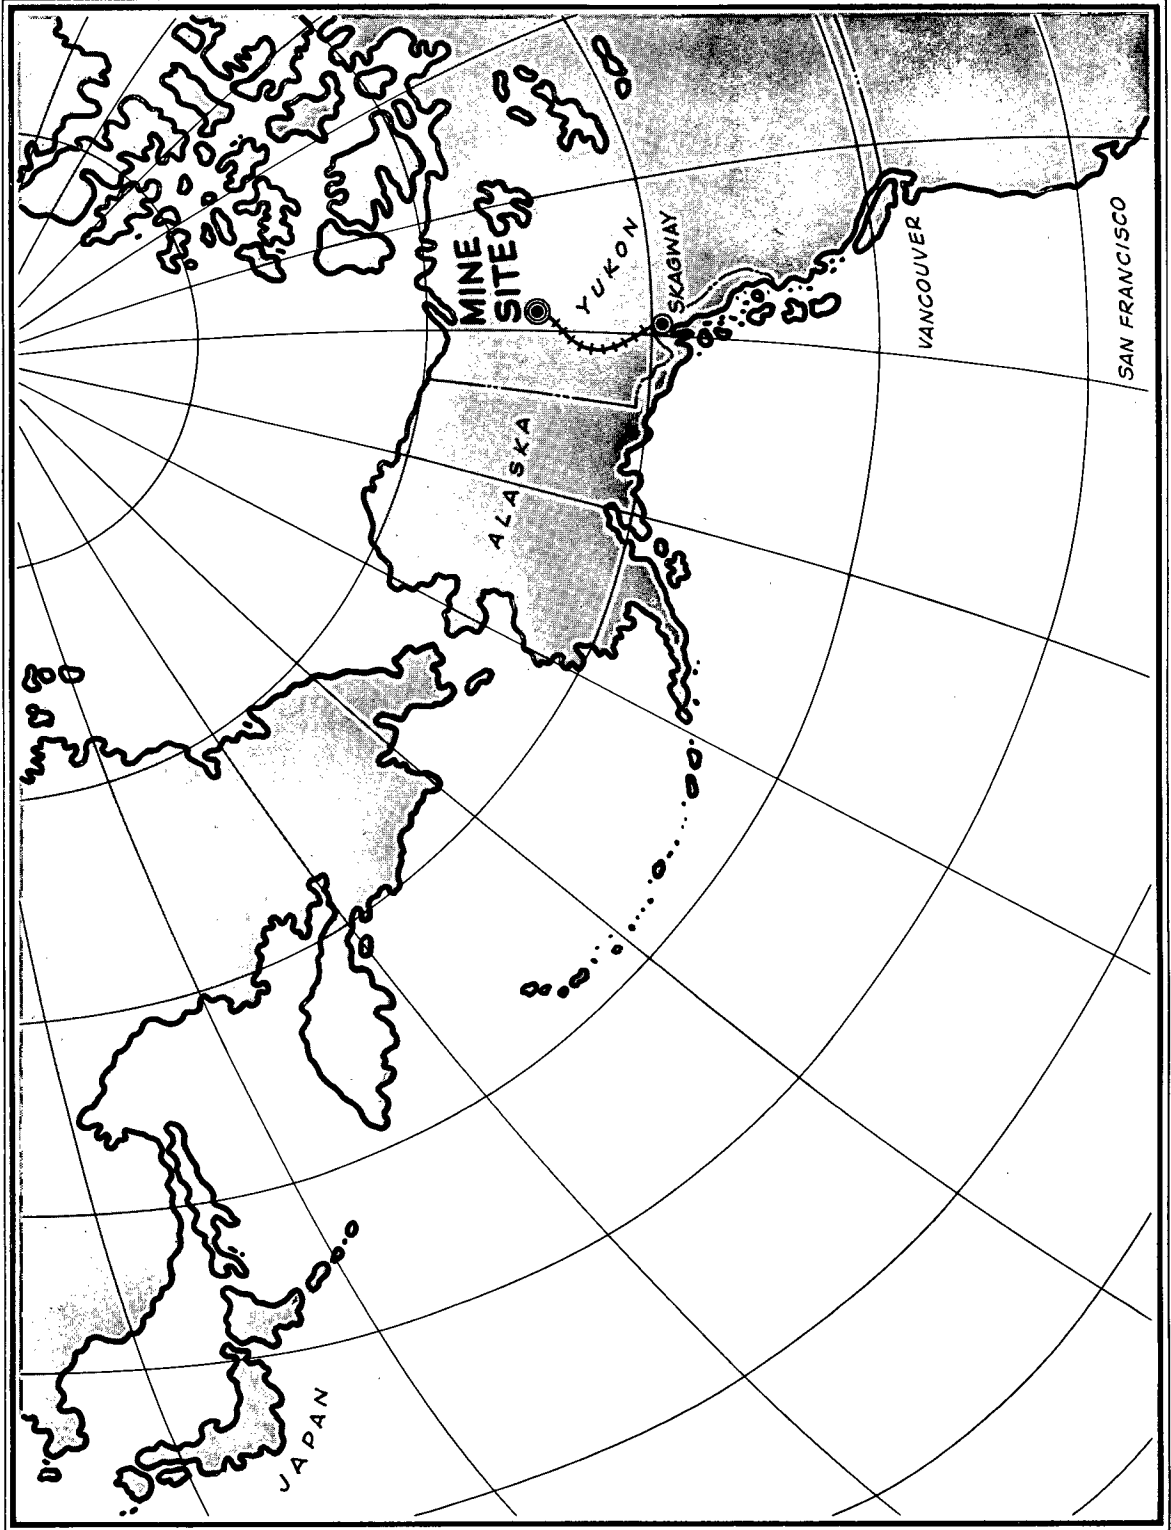 MINE
SITE
YUKON
SKAGWAY
ALASKA
VANCOUVER
SAN FRANCISCO
JAPAN